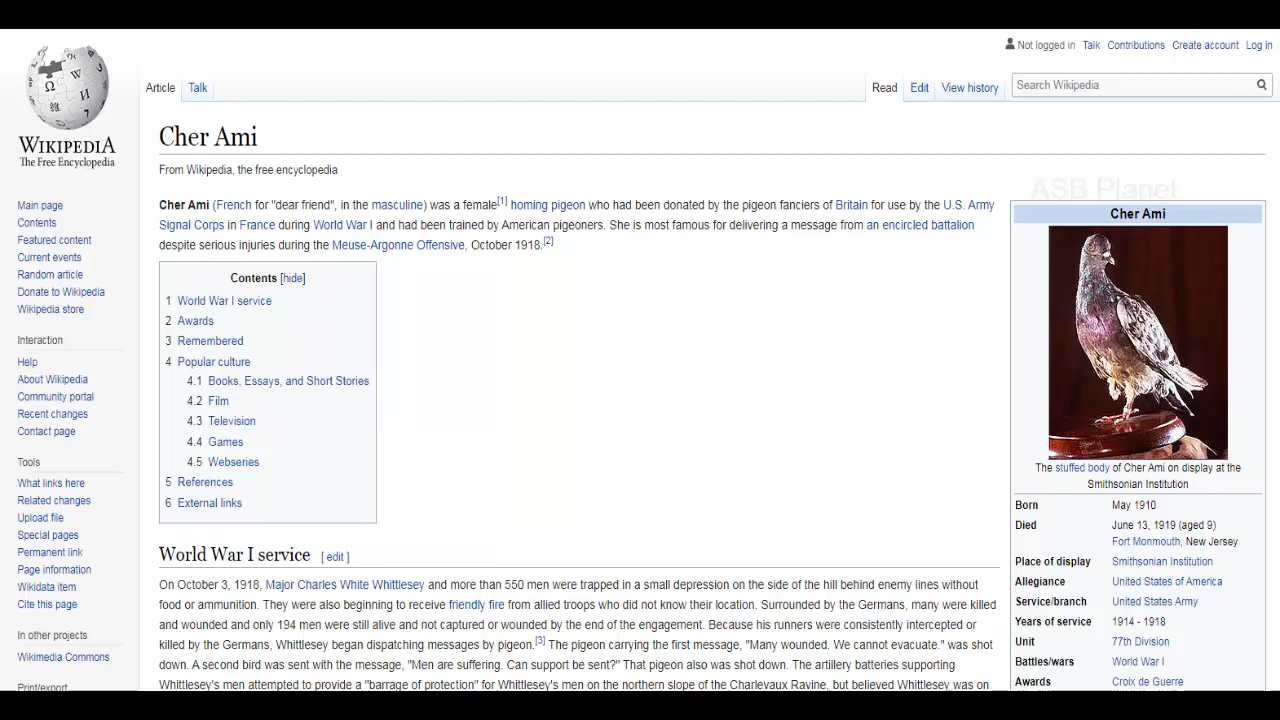 Not logged in Talk Contributions Create account Log in
Article Talk Read Edit View history Search Wikipedia
WIKIPEDIA
The Free Encyclopedia
Main page
Contents
Featured content
Current events
Random article
Donate to Wikipedia
Wikipedia store
Interaction
Help
About Wikipedia
Community portal
Recent changes
Contact page
Tools
What links here
Related changes
Upload file
Special pages
Permanent link
Page information
Wikidata item
Cite this page
In other projects
Wikimedia Commons
Print/export
Cher Ami
From Wikipedia, the free encyclopedia
Cher Ami (French for "dear friend", in the masculine) was a female[1] homing pigeon who had been donated by the pigeon fanciers of Britain for use by the U.S. Army
Signal Corps in France during World War I and had been trained by American pigeoners. She is most famous for delivering a message from an encircled battalion
despite serious injuries during the Meuse-Argonne Offensive, October 1918.[2]
Contents [hide]
1 World War I service
2 Awards
3 Remembered
4 Popular culture
4.1 Books, Essays, and Short Stories
4.2 Film
4.3 Television
4.4 Games
4.5 Webseries
5 References
6 External links
World War I service [ edit ]
On October 3, 1918, Major Charles White Whittlesey and more than 550 men were trapped in a small depression on the side of the hill behind enemy lines without
food or ammunition. They were also beginning to receive friendly fire from allied troops who did not know their location. Surrounded by the Germans, many were killed
and wounded and only 194 men were still alive and not captured or wounded by the end of the engagement. Because his runners were consistently intercepted or
killed by the Germans, Whittlesey began dispatching messages by pigeon.[3] The pigeon carrying the first message, "Many wounded. We cannot evacuate." was shot
down. A second bird was sent with the message, "Men are suffering. Can support be sent?" That pigeon also was shot down. The artillery batteries supporting
Whittlesey's men attempted to provide a "barrage of protection" for Whittlesey's men on the northern slope of the Charlevaux Ravine, but believed Whittlesey was on
ASB Planet
Cher Ami
The stuffed body of Cher Ami on display at the
Smithsonian Institution
Born May 1910
Died June 13, 1919 (aged 9)
Fort Monmouth, New Jersey
Place of display Smithsonian Institution
Allegiance United States of America
Service/branch United States Army
Years of service 1914 - 1918
Unit 77th Division
Battles/wars World War I
Awards Croix de Guerre